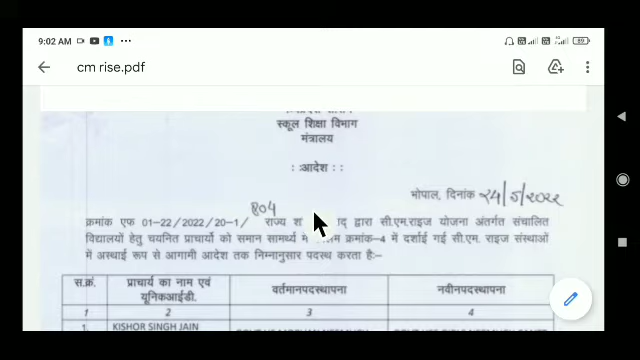 9:02 AM
89
cm rise.pdf
स्कूल शिक्षा विभाग
मंत्रालय
: :आदेश : :
भोपाल, दिनांक 24/5/2022
804
क्रमांक एफ 01-22/2022/20-1/ राज्य द्वारा सी.एम.राइज योजना अंतर्गत संचालित
विद्यालयों हेतु चयनित प्राचार्यों को समान सामर्थ्य क्रमांक-4 में दर्शाई गई सी.एम. राइज संस्थाओं
में अस्थाई रूप से आगामी आदेश तक निम्नानुसार पदस्थ करता है:-
स.क्रं. प्राचार्य का नाम एवं यूनिकआईडी. वर्तमानपदस्थापना नवीनपदस्थापना
1 2 3 4
1. KISHOR SINGH JAIN